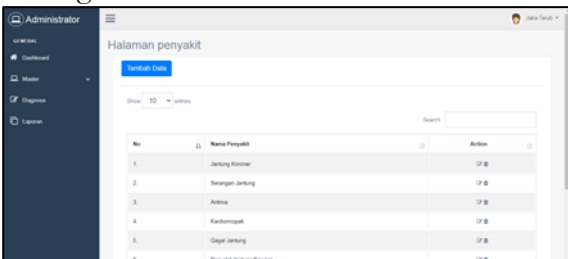 Administrator
Jaka Tarub
GENERAL
Dashboard
Master
Diagnosa
Laporan
Halaman penyakit
Tambah Data
Show 10 entries
Search:
No Nama Penyakit Action
1. Jantung Koroner
2. Serangan Jantung
3. Aritmia
4. Kardiomiopati
5. Gagal Jantung